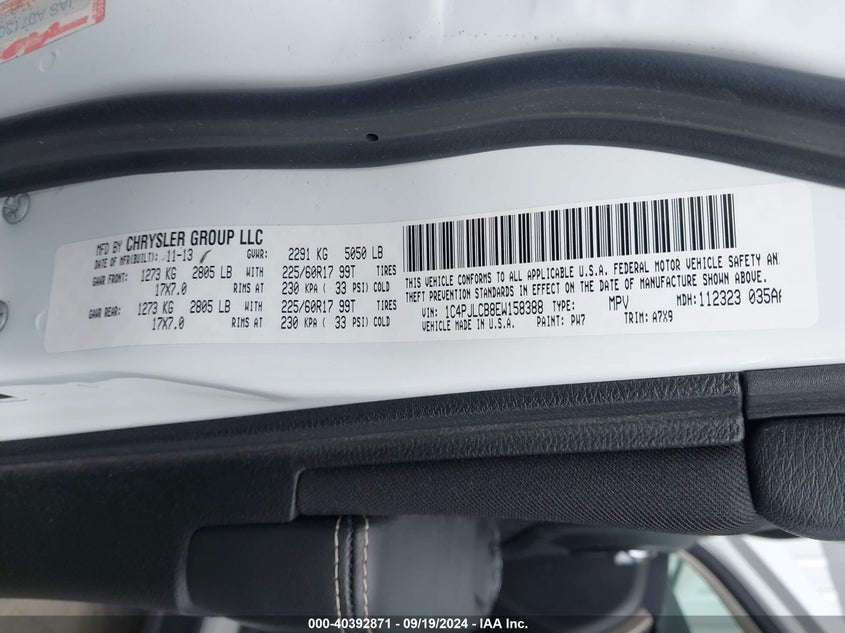 IAS A07130
MFD BY CHRYSLER GROUP LLC
DATE OF MFR(BUILT): 11-13 GVWR: 2291 KG 5050 LB
GAWR FRONT: 1273 KG 2805 LB WITH 225/60R17 99T TIRES
17X7.0 RIMS AT 230 KPA ( 33 PSI) COLD
GAWR REAR: 1273 KG 2805 LB WITH 225/60R17 99T TIRES
17X7.0 RIMS AT 230 KPA ( 33 PSI) COLD
THIS VEHICLE CONFORMS TO ALL APPLICABLE U.S.A. FEDERAL MOTOR VEHICLE SAFETY AN
THEFT PREVENTION STANDARDS IN EFFECT ON THE DATE OF MANUFACTURE SHOWN ABOVE.
VIN: 1C4PJLCB8EW158388 TYPE: MPV MDH: 112323 035A
VEHICLE MADE IN U.S.A. PAINT: PW7 TRIM: A7X9
000-40392871 - 09/19/2024 - IAA Inc.